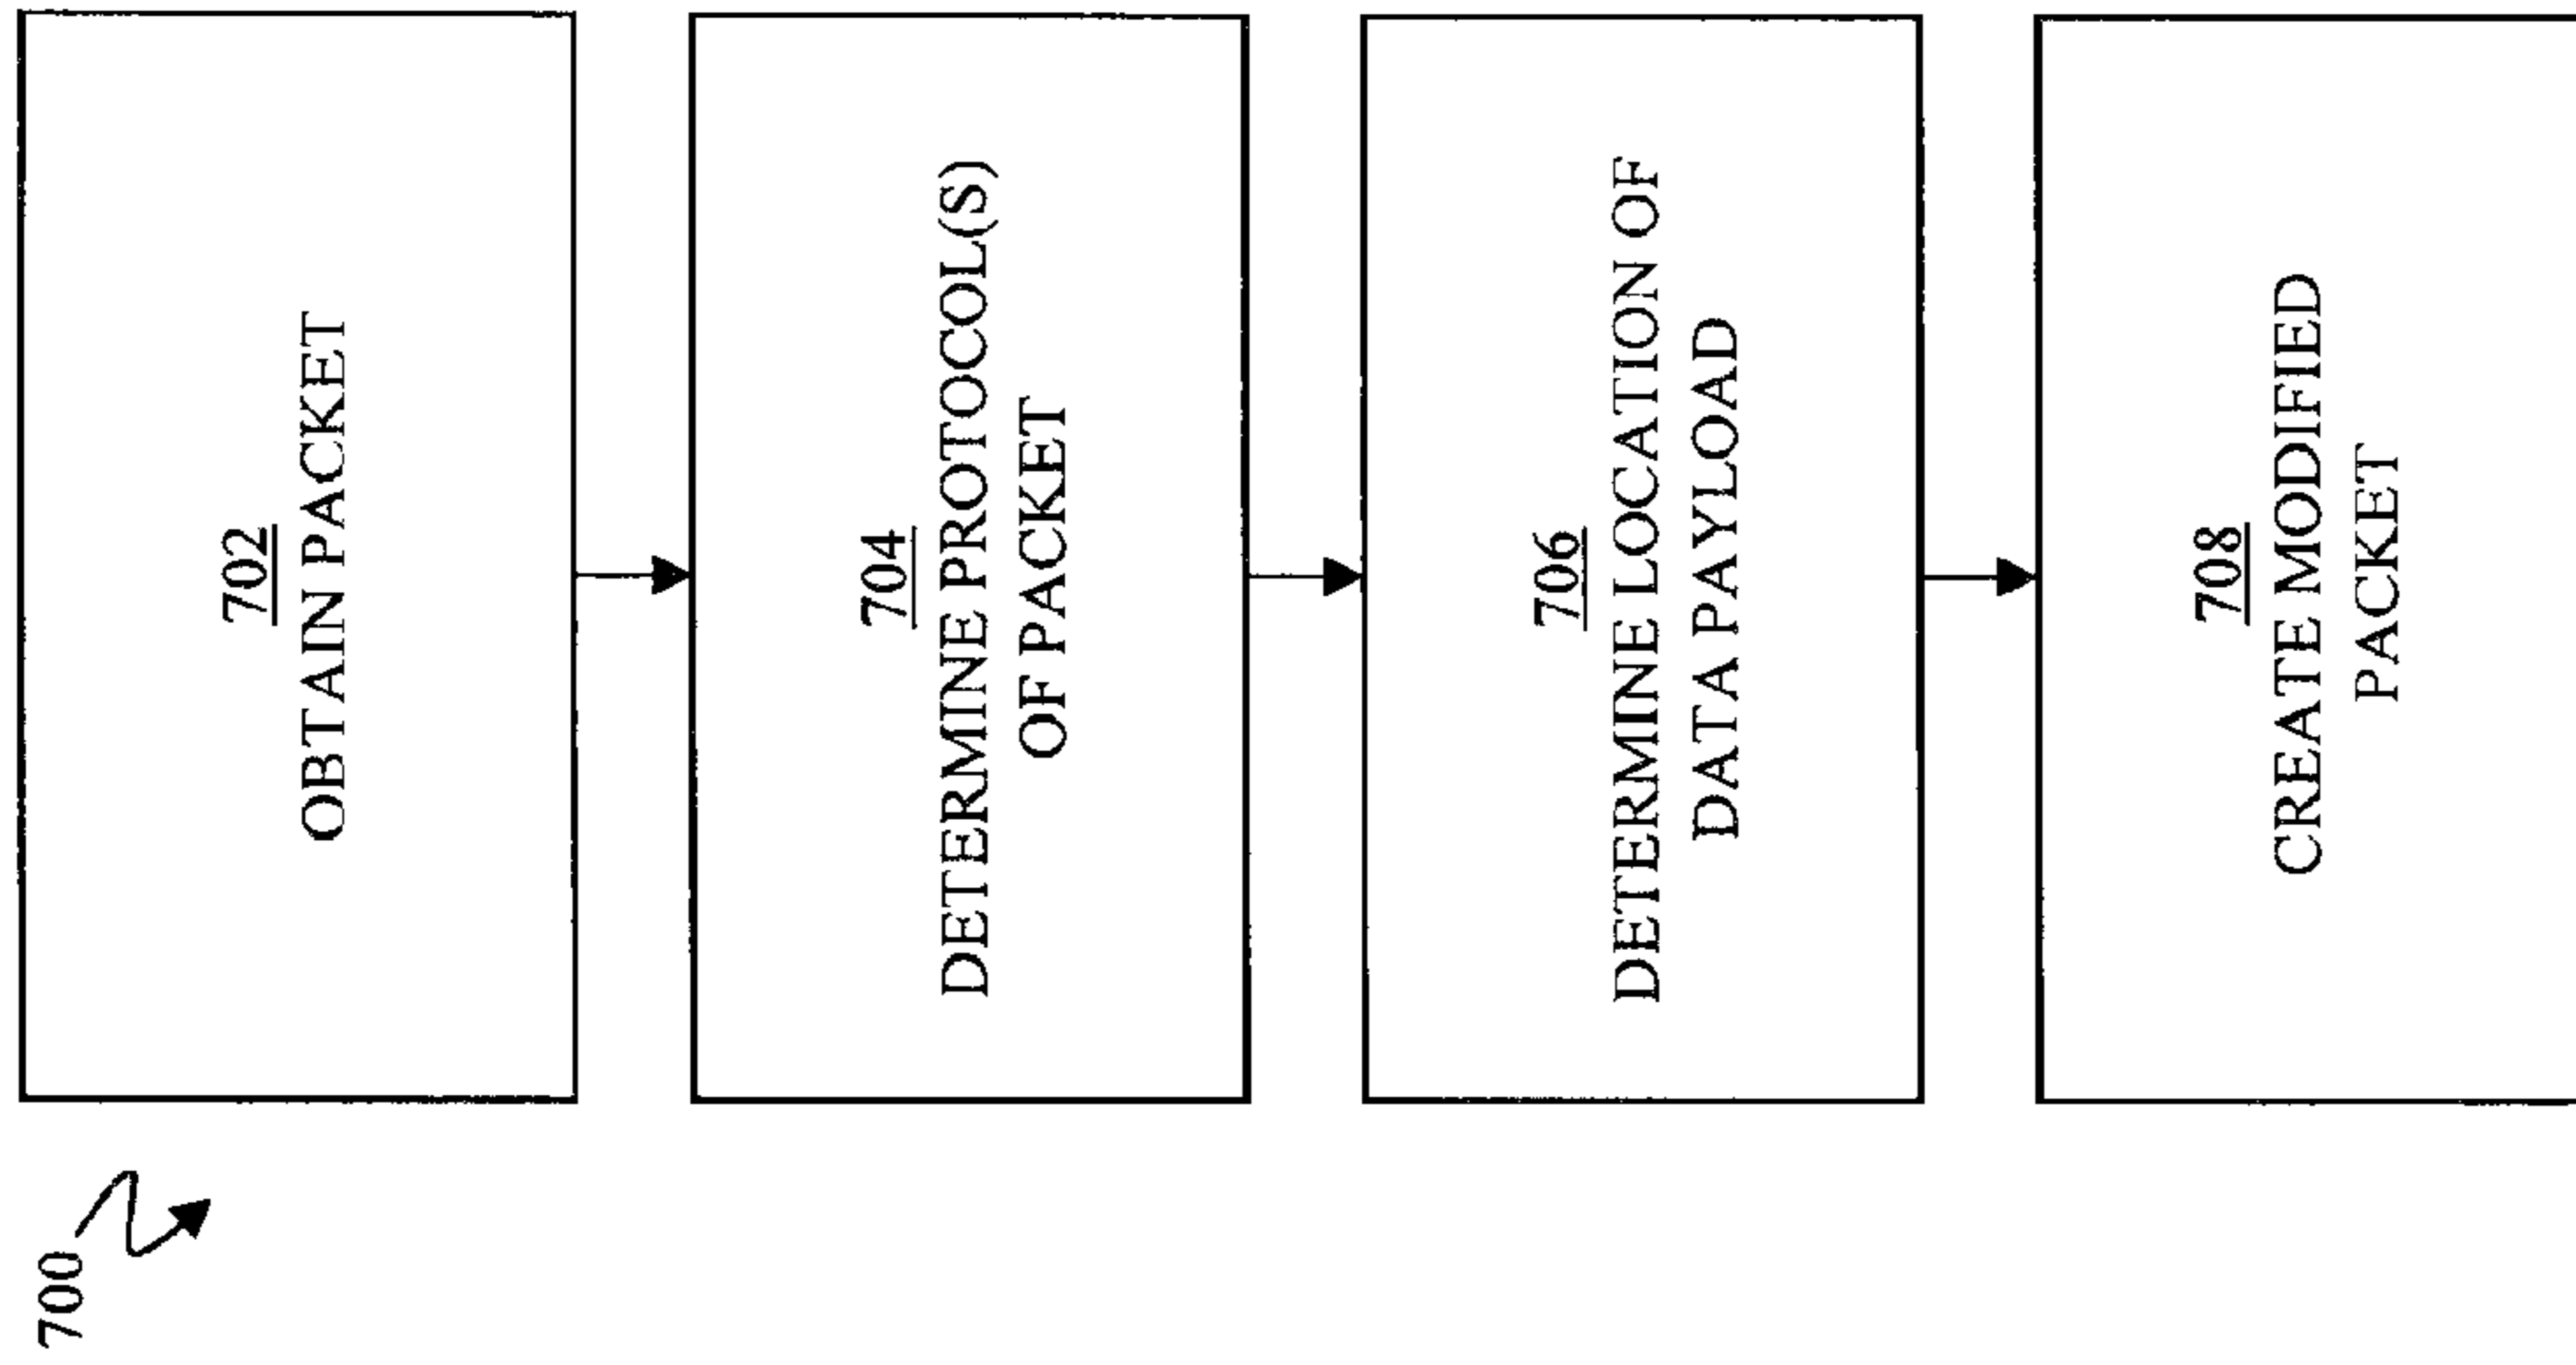 700
702
OBTAIN PACKET
704
DETERMINE PROTOCOL(S)
OF PACKET
706
DETERMINE LOCATION OF
DATA PAYLOAD
708
CREATE MODIFIED
PACKET